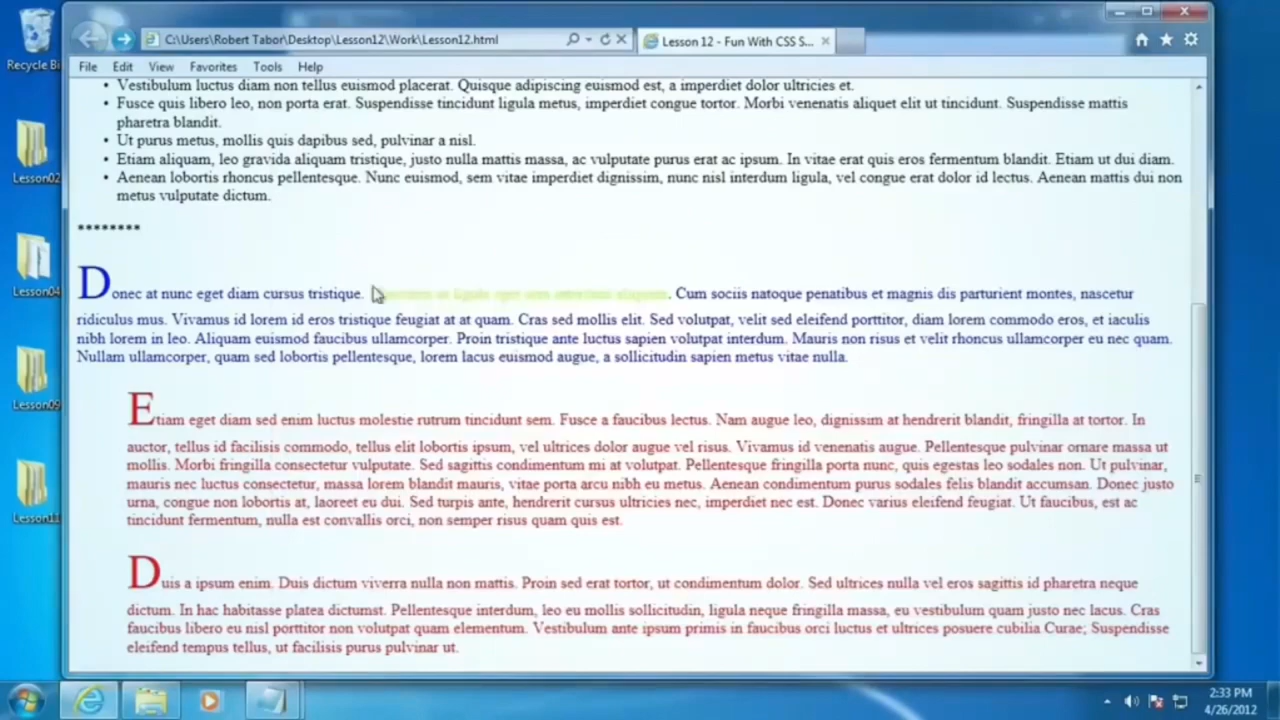 Recycle Bi
C:\Users\Robert Tabor\Desktop\Lesson12\Work\Lesson12.html
Lesson 12 - Fun With CSS S...
File Edit View Favorites Tools Help
• Vestibulum luctus diam non tellus euismod placerat. Quisque adipiscing euismod est, a imperdiet dolor ultricies et.
• Fusce quis libero leo, non porta erat. Suspendisse tincidunt ligula metus, imperdiet congue tortor. Morbi venenatis aliquet elit ut tincidunt. Suspendisse mattis
pharetra blandit.
• Ut purus metus, mollis quis dapibus sed, pulvinar a nisl.
• Etiam aliquam, leo gravida aliquam tristique, justo nulla mattis massa, ac vulputate purus erat ac ipsum. In vitae erat quis eros fermentum blandit. Etiam ut dui diam.
• Aenean lobortis rhoncus pellentesque. Nunc euismod, sem vitae imperdiet dignissim, nunc nisl interdum ligula, vel congue erat dolor id lectus. Aenean mattis dui non
metus vulputate dictum.
********
Donec at nunc eget diam cursus tristique. . Cum sociis natoque penatibus et magnis dis parturient montes, nascetur
ridiculus mus. Vivamus id lorem id eros tristique feugiat at at quam. Cras sed mollis elit. Sed volutpat, velit sed eleifend porttitor, diam lorem commodo eros, et iaculis
nibh lorem in leo. Aliquam euismod faucibus ullamcorper. Proin tristique ante luctus sapien volutpat interdum. Mauris non risus et velit rhoncus ullamcorper eu nec quam.
Nullam ullamcorper, quam sed lobortis pellentesque, lorem lacus euismod augue, a sollicitudin sapien metus vitae nulla.
Etiam eget diam sed enim luctus molestie rutrum tincidunt sem. Fusce a faucibus lectus. Nam augue leo, dignissim at hendrerit blandit, fringilla at tortor. In
auctor, tellus id facilisis commodo, tellus elit lobortis ipsum, vel ultrices dolor augue vel risus. Vivamus id venenatis augue. Pellentesque pulvinar ornare massa ut
mollis. Morbi fringilla consectetur vulputate. Sed sagittis condimentum mi at volutpat. Pellentesque fringilla porta nunc, quis egestas leo sodales non. Ut pulvinar,
mauris nec luctus consectetur, massa lorem blandit mauris, vitae porta arcu nibh eu metus. Aenean condimentum purus sodales felis blandit accumsan. Donec justo
urna, congue non lobortis at, laoreet eu dui. Sed turpis ante, hendrerit cursus ultricies nec, imperdiet nec est. Donec varius eleifend feugiat. Ut faucibus, est ac
tincidunt fermentum, nulla est convallis orci, non semper risus quam quis est.
Duis a ipsum enim. Duis dictum viverra nulla non mattis. Proin sed erat tortor, ut condimentum dolor. Sed ultrices nulla vel eros sagittis id pharetra neque
dictum. In hac habitasse platea dictumst. Pellentesque interdum, leo eu mollis sollicitudin, ligula neque fringilla massa, eu vestibulum quam justo nec lacus. Cras
faucibus libero eu nisl porttitor non volutpat quam elementum. Vestibulum ante ipsum primis in faucibus orci luctus et ultrices posuere cubilia Curae; Suspendisse
eleifend tempus tellus, ut facilisis purus pulvinar ut.
Lesson02
Lesson04
Lesson09
Lesson11
2:33 PM
4/26/2012